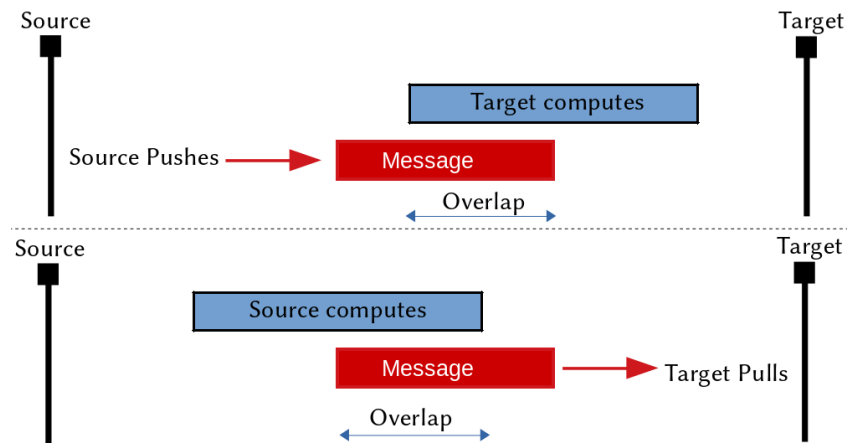 Source
Target
Target computes
Source Pushes
Message
Overlap
Source
Target
Source computes
Message
Target Pulls
Overlap